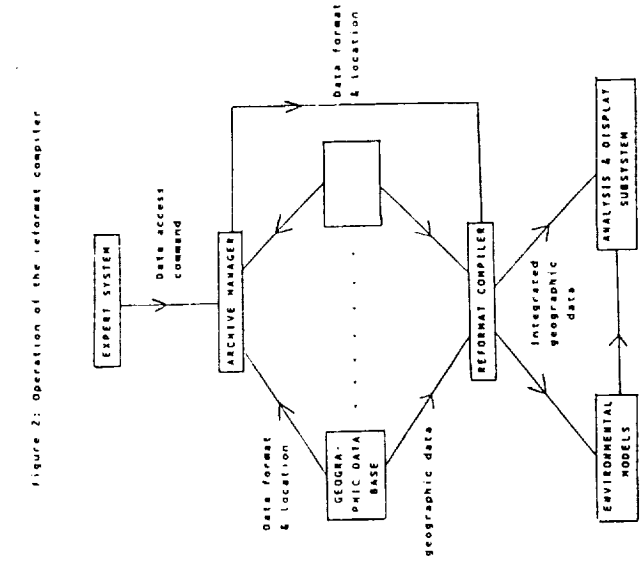 Figure 2: Operation of the reformat compiler
EXPERT SYSTEM
Data access
command
ARCHIVE MANAGER
Data format
& location
Data format
& location
GEOGRA-
PHIC DATA
BASE
geographic data
REFORMAT COMPILER
Integrated
geographic
data
ENVIRONMENTAL
MODELS
ANALYSIS & DISPLAY
SUBSYSTEM